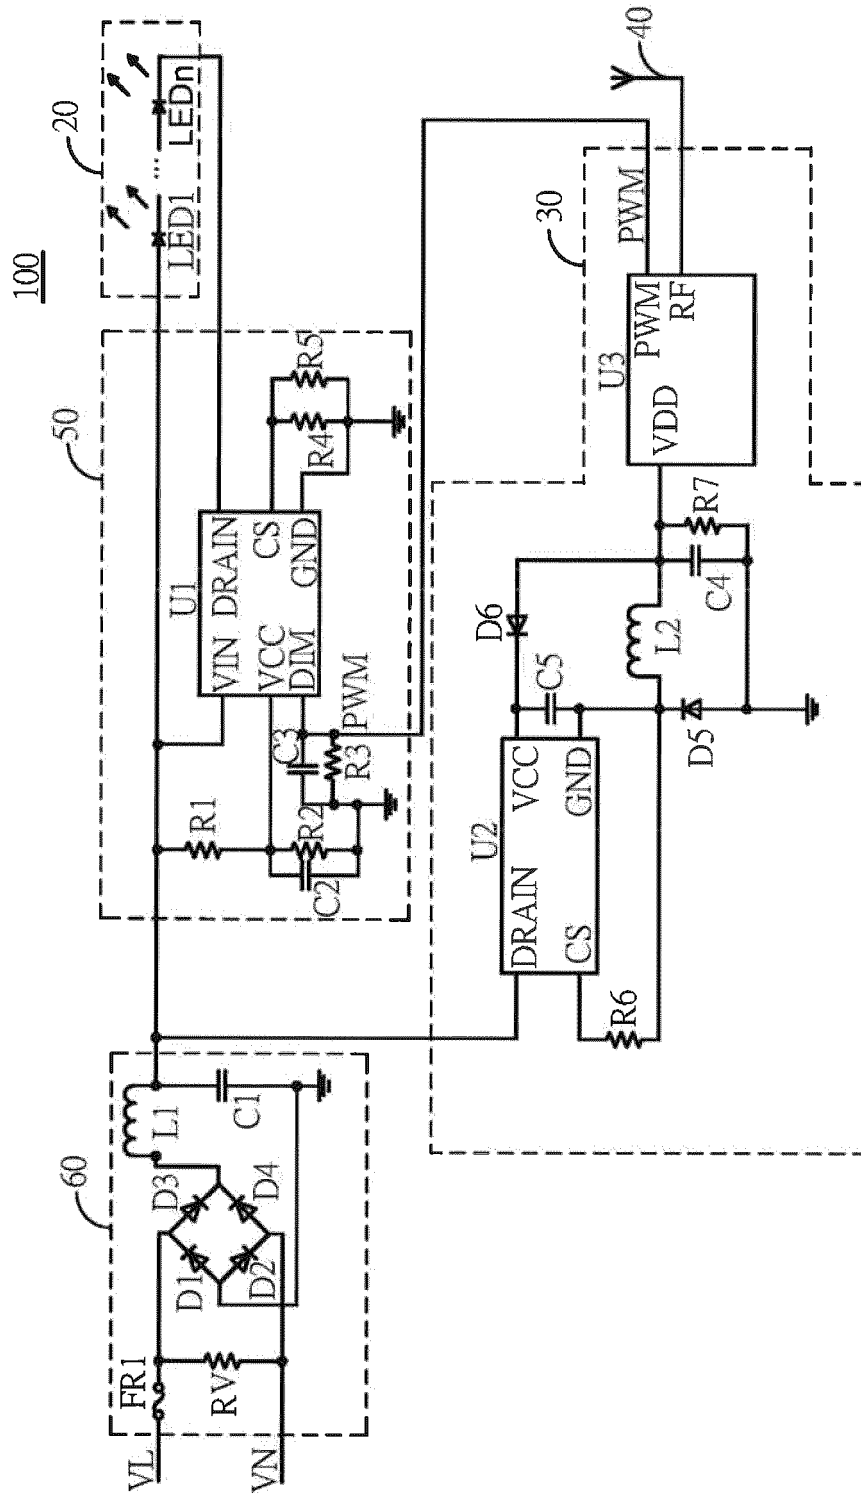 100
20
LED1
...
LEDn
50
U1
VIN
DRAIN
VCC
CS
DIM
GND
R1
R2
C2
C3
R3
PWM
R4
R5
60
VL
VN
FR1
RV
D1
D3
D2
D4
L1
C1
30
40
U2
DRAIN
VCC
CS
GND
R6
C5
D6
D5
L2
C4
R7
U3
VDD
PWM
RF
PWM